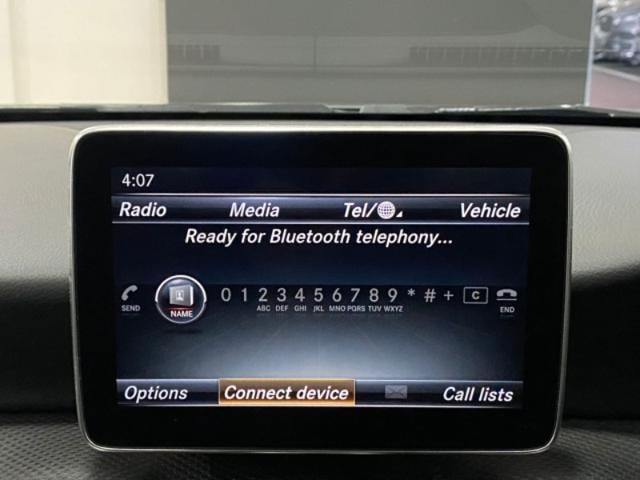 4:07
Radio Media Tel/ Vehicle
Ready for Bluetooth telephony...
SEND NAME 0 1 2 3 4 5 6 7 8 9 * # + C END
ABC DEF GHI JKL MNO PQRS TUV WXYZ
Options Connect device Call lists